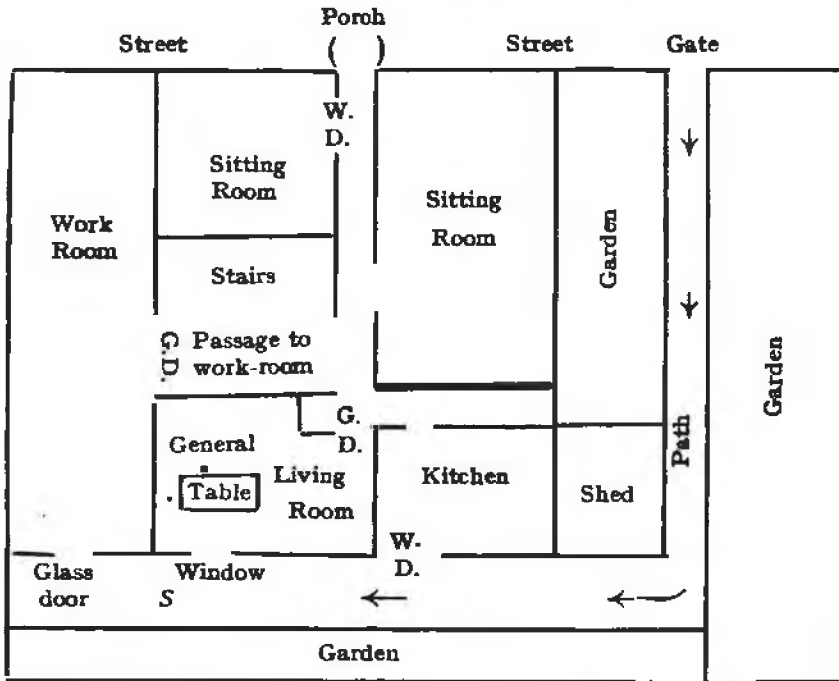 Porch
Street ( ) Street Gate
W.
D.
Sitting
Room
Sitting
Room
Work
Room
Garden
Stairs
G.D.
Passage to
work-room
Garden
G.
D.
General
Living
Room
Table
Kitchen
Shed
Path
W.
D.
Glass
door
Window
S
Garden